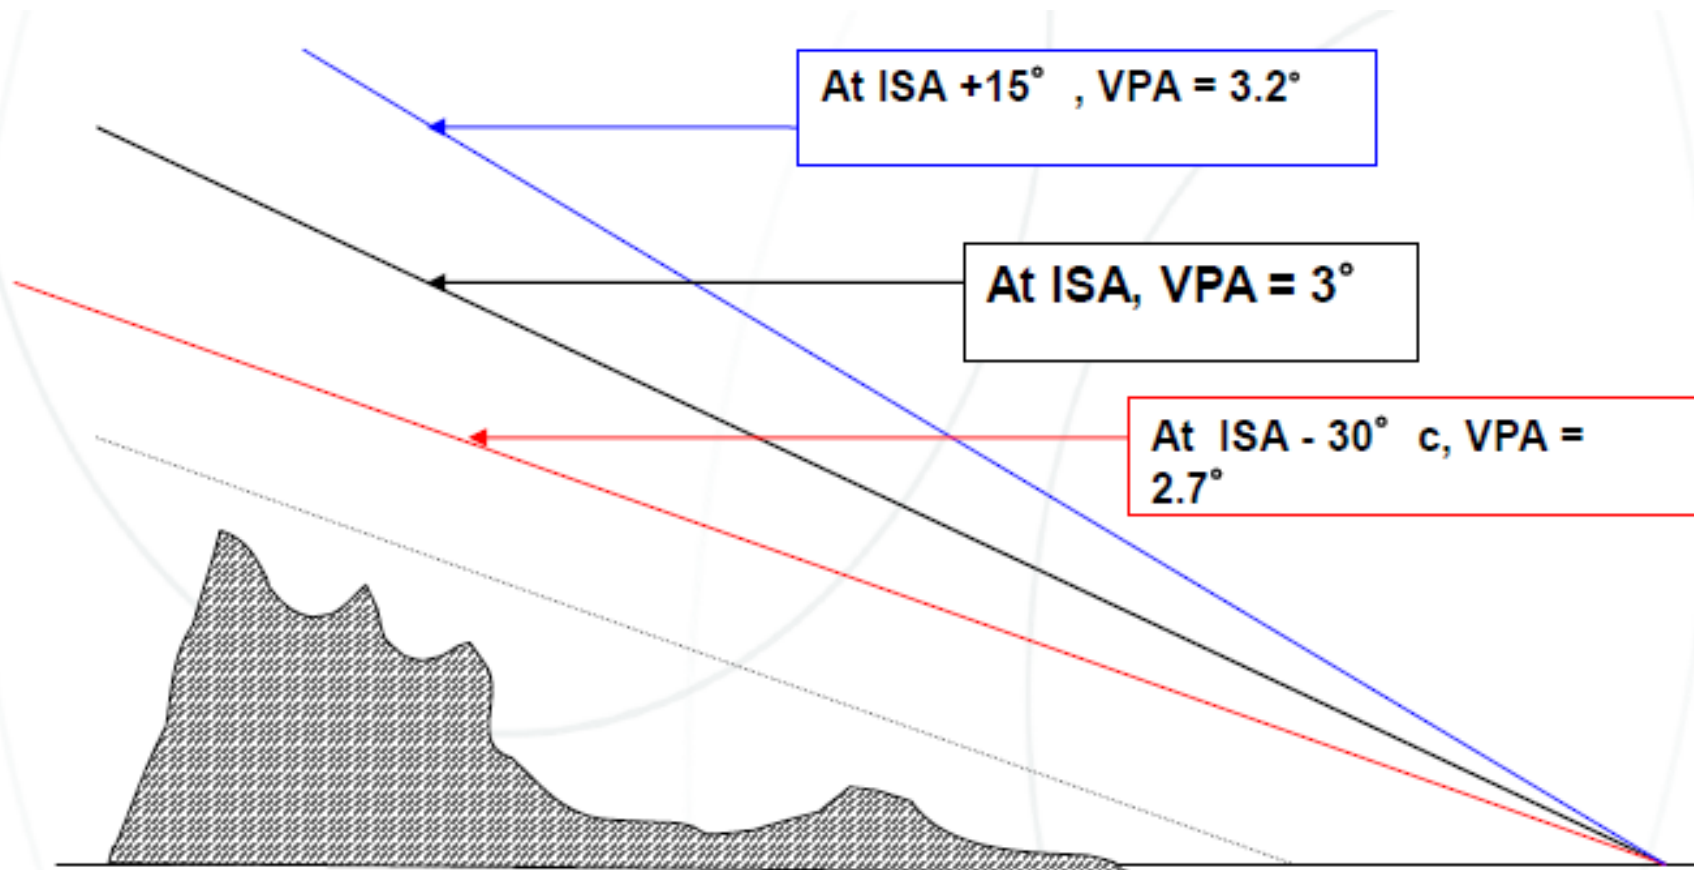 At ISA +15° , VPA = 3.2°
At ISA, VPA = 3°
At ISA - 30° c, VPA =
2.7°